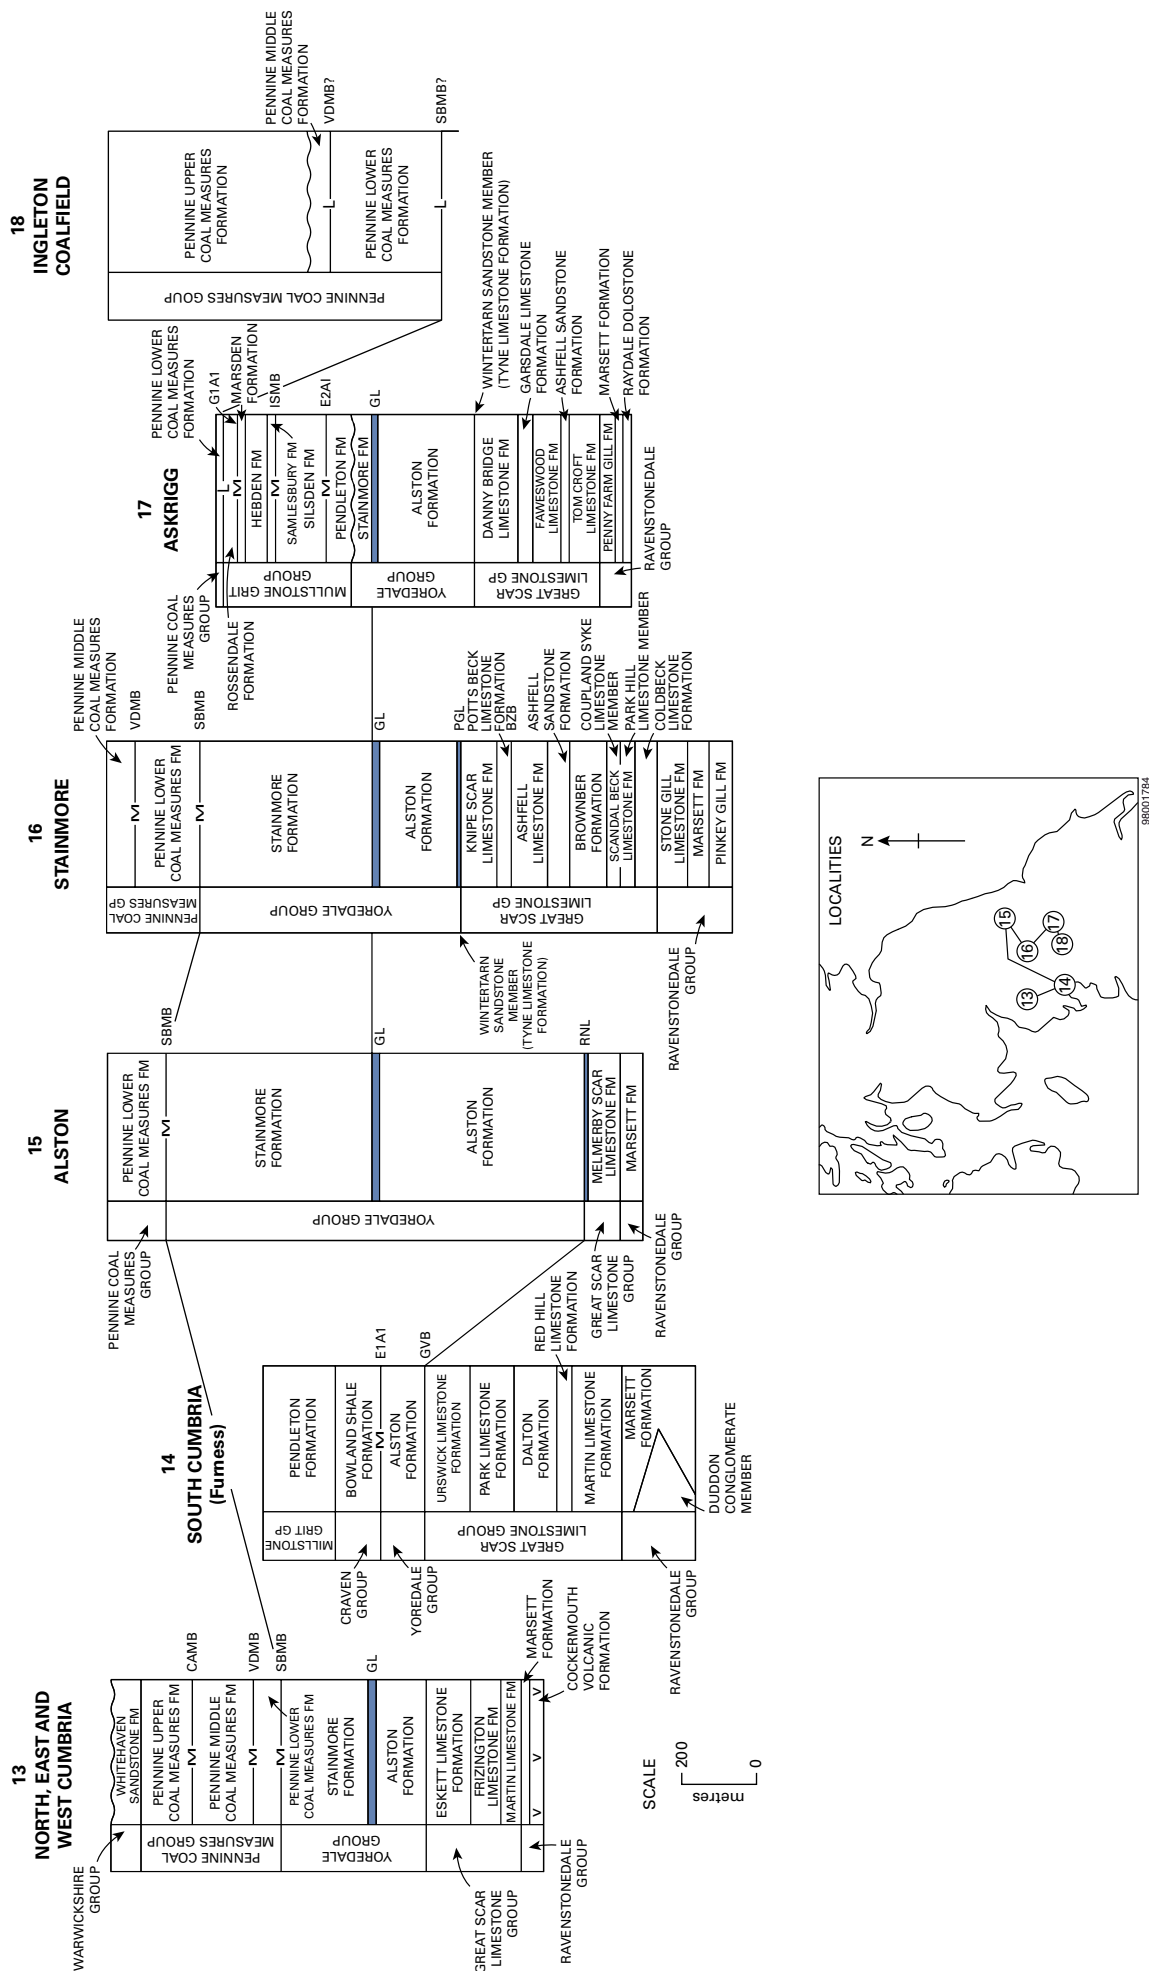 13
NORTH, EAST AND
WEST CUMBRIA
WARWICKSHIRE
GROUP
WHITEHAVEN
SANDSTONE FM
PENNINE UPPER
COAL MEASURES FM
CAMB
M
PENNINE MIDDLE
COAL MEASURES FM
VDMB
M
SBMB
M
PENNINE LOWER
COAL MEASURES FM
PENNINE COAL
MEASURES GROUP
STAINMORE
FORMATION
GL
ALSTON
FORMATION
YOREDALE
GROUP
ESKETT LIMESTONE
FORMATION
FRIZINGTON
LIMESTONE FM
MARTIN LIMESTONE FM
GREAT SCAR
LIMESTONE
GROUP
MARSETT
FORMATION
COCKERMOUTH
VOLCANIC
FORMATION
V V V
RAVENSTONEDALE
GROUP
14
SOUTH CUMBRIA
(Furness)
PENDLETON
FORMATION
MILLSTONE
GRIT GP
BOWLAND SHALE
FORMATION
E1A1
M
CRAVEN
GROUP
ALSTON
FORMATION
GVB
YOREDALE
GROUP
URSWICK LIMESTONE
FORMATION
PARK LIMESTONE
FORMATION
DALTON
FORMATION
RED HILL
LIMESTONE
FORMATION
MARTIN LIMESTONE
FORMATION
GREAT SCAR
LIMESTONE GROUP
MARSETT
FORMATION
DUDDON
CONGLOMERATE
MEMBER
RAVENSTONEDALE
GROUP
15
ALSTON
PENNINE COAL
MEASURES
GROUP
PENNINE LOWER
COAL MEASURES FM
SBMB
M
STAINMORE
FORMATION
GL
ALSTON
FORMATION
YOREDALE GROUP
RNL
MELMERBY SCAR
LIMESTONE FM
GREAT SCAR
LIMESTONE
GROUP
MARSETT FM
RAVENSTONEDALE
GROUP
16
STAINMORE
PENNINE MIDDLE
COAL MEASURES
FORMATION
VDMB
M
PENNINE LOWER
COAL MEASURES FM
SBMB
M
PENNINE COAL
MEASURES GP
STAINMORE
FORMATION
GL
ALSTON
FORMATION
YOREDALE GROUP
PGL
WINTERTARN
SANDSTONE
MEMBER
(TYNE LIMESTONE
FORMATION)
KNIPE SCAR
LIMESTONE FM
POTTS BECK
LIMESTONE
FORMATION
BZB
ASHFELL
LIMESTONE FM
ASHFELL
SANDSTONE
FORMATION
BROWNBER
FORMATION
COUPLAND SYKE
LIMESTONE
MEMBER
SCANDAL BECK
LIMESTONE FM
PARK HILL
LIMESTONE MEMBER
COLDBECK
LIMESTONE
FORMATION
GREAT SCAR
LIMESTONE GP
STONE GILL
LIMESTONE FM
MARSETT FM
PINKEY GILL FM
RAVENSTONEDALE
GROUP
17
ASKRIGG
PENNINE LOWER
COAL MEASURES
FORMATION
PENNINE COAL
MEASURES
GROUP
L
G1A1
M
ROSSENDALE
FORMATION
MARSDEN
FORMATION
HEBDEN FM
ISMB
M
SAMLESBURY FM
SILSDEN FM
E2AI
M
PENDLETON FM
MULLSTONE GRIT
GROUP
STAINMORE FM
GL
ALSTON
FORMATION
YOREDALE
GROUP
WINTERTARN SANDSTONE MEMBER
(TYNE LIMESTONE FORMATION)
DANNY BRIDGE
LIMESTONE FM
GARSDALE LIMESTONE
FORMATION
FAWESWOOD
LIMESTONE FM
ASHFELL SANDSTONE
FORMATION
TOM CROFT
LIMESTONE FM
GREAT SCAR
LIMESTONE GP
PENNY FARM GILL FM
MARSETT FORMATION
RAYDALE DOLOSTONE
FORMATION
RAVENSTONEDALE
GROUP
18
INGLETON
COALFIELD
PENNINE UPPER
COAL MEASURES
FORMATION
PENNINE MIDDLE
COAL MEASURES
FORMATION
VDMB?
L
PENNINE LOWER
COAL MEASURES
FORMATION
SBMB?
L
PENNINE COAL MEASURES GOUP
SCALE
200
metres
0
LOCALITIES
N
13
14
15
16
17
18
98001784